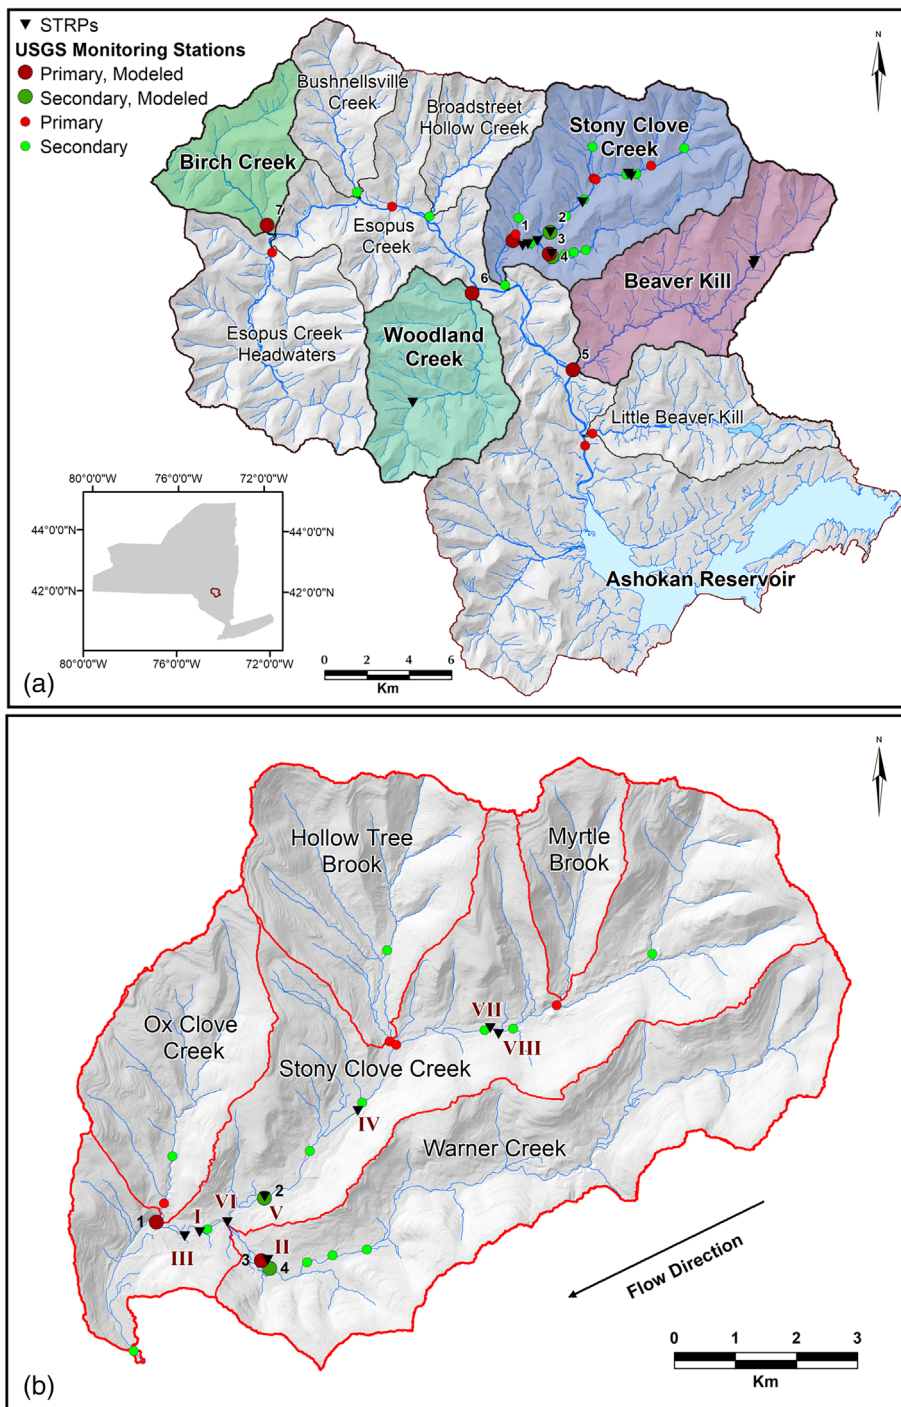 STRPs
USGS Monitoring Stations
Primary, Modeled
Secondary, Modeled
Primary
Secondary
N
Bushnellsville
Creek
Broadstreet
Hollow Creek
Stony Clove
Creek
Birch Creek
7
1
2
3
4
Esopus
Creek
Beaver Kill
6
Woodland
Creek
Esopus Creek
Headwaters
5
Little Beaver Kill
80°0'0"W
76°0'0"W
72°0'0"W
44°0'0"N
44°0'0"N
42°0'0"N
42°0'0"N
80°0'0"W
76°0'0"W
72°0'0"W
Ashokan Reservoir
0 2 4 6
Km
(a)
N
Hollow Tree
Brook
Myrtle
Brook
Ox Clove
Creek
VII
VIII
Stony Clove Creek
IV
Warner Creek
2
V
VI
I
1
III
II
3
4
Flow Direction
0 1 2 3
Km
(b)